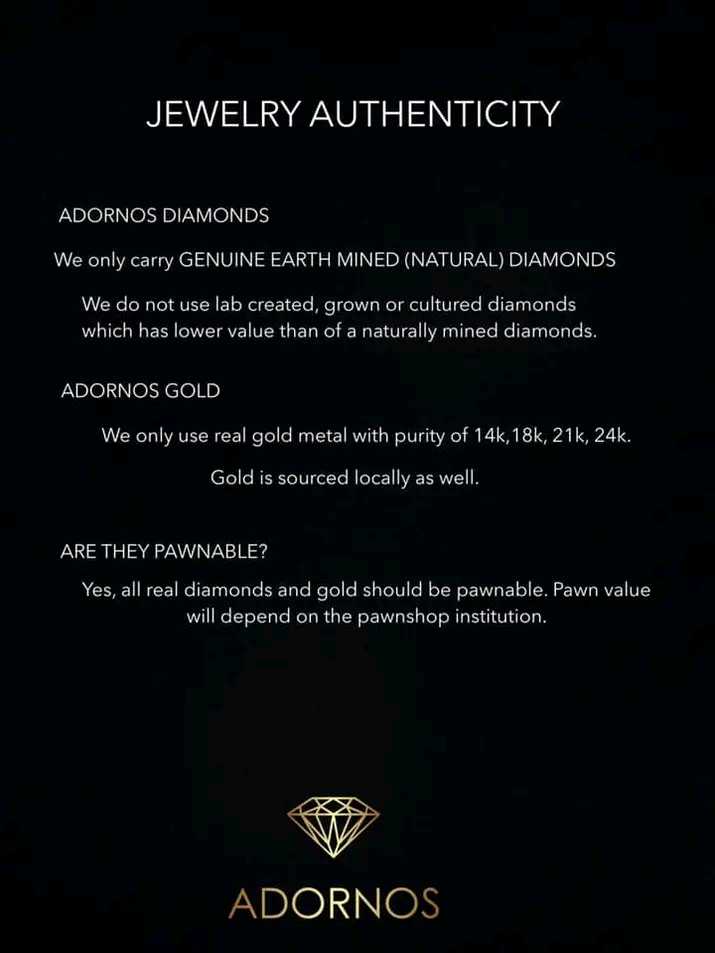 JEWELRY AUTHENTICITY
ADORNOS DIAMONDS
We only carry GENUINE EARTH MINED (NATURAL) DIAMONDS
We do not use lab created, grown or cultured diamonds
which has lower value than of a naturally mined diamonds.
ADORNOS GOLD
We only use real gold metal with purity of 14k,18k, 21k, 24k.
Gold is sourced locally as well.
ARE THEY PAWNABLE?
Yes, all real diamonds and gold should be pawnable. Pawn value
will depend on the pawnshop institution.
ADORNOS